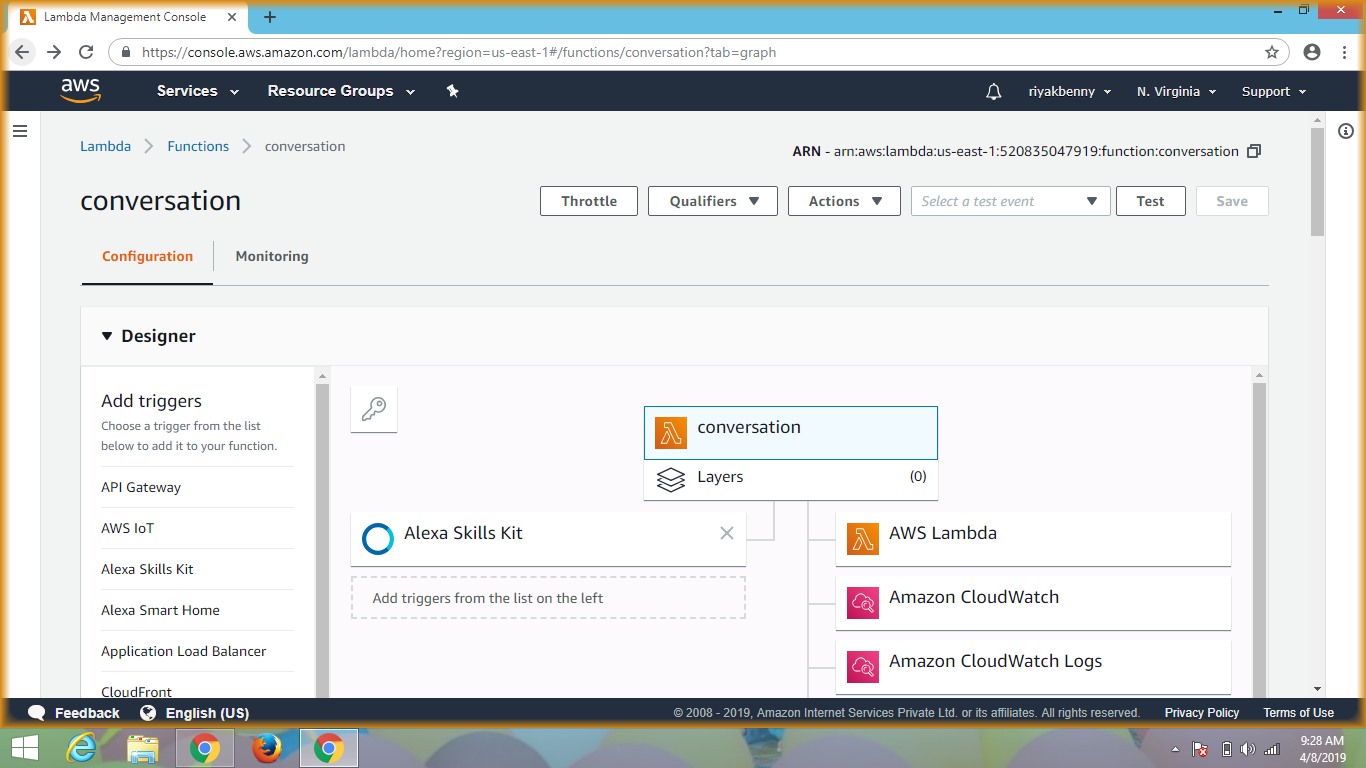 Lambda Management Console
https://console.aws.amazon.com/lambda/home?region=us-east-1#/functions/conversation?tab=graph
aws Services Resource Groups riyakbenny N. Virginia Support
Lambda Functions conversation
ARN - arn:aws:lambda:us-east-1:520835047919:function:conversation
conversation
Throttle Qualifiers Actions Select a test event Test Save
Configuration Monitoring
Designer
Add triggers
Choose a trigger from the list
below to add it to your function.
API Gateway
AWS IoT
Alexa Skills Kit
Alexa Smart Home
Application Load Balancer
CloudFront
conversation
Layers (0)
Alexa Skills Kit
Add triggers from the list on the left
AWS Lambda
Amazon CloudWatch
Amazon CloudWatch Logs
Feedback English (US) © 2008 - 2019, Amazon Internet Services Private Ltd. or its affiliates. All rights reserved. Privacy Policy Terms of Use
9:28 AM
4/8/2019